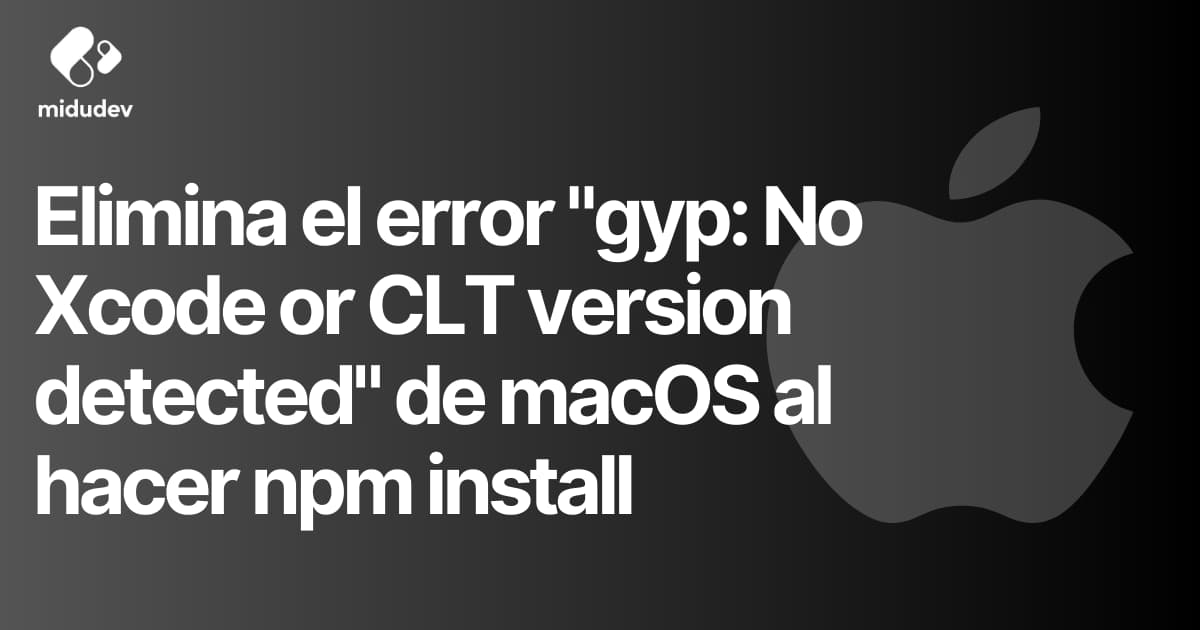 midudev
Elimina el error "gyp: No
Xcode or CLT version
detected" de macOS al
hacer npm install